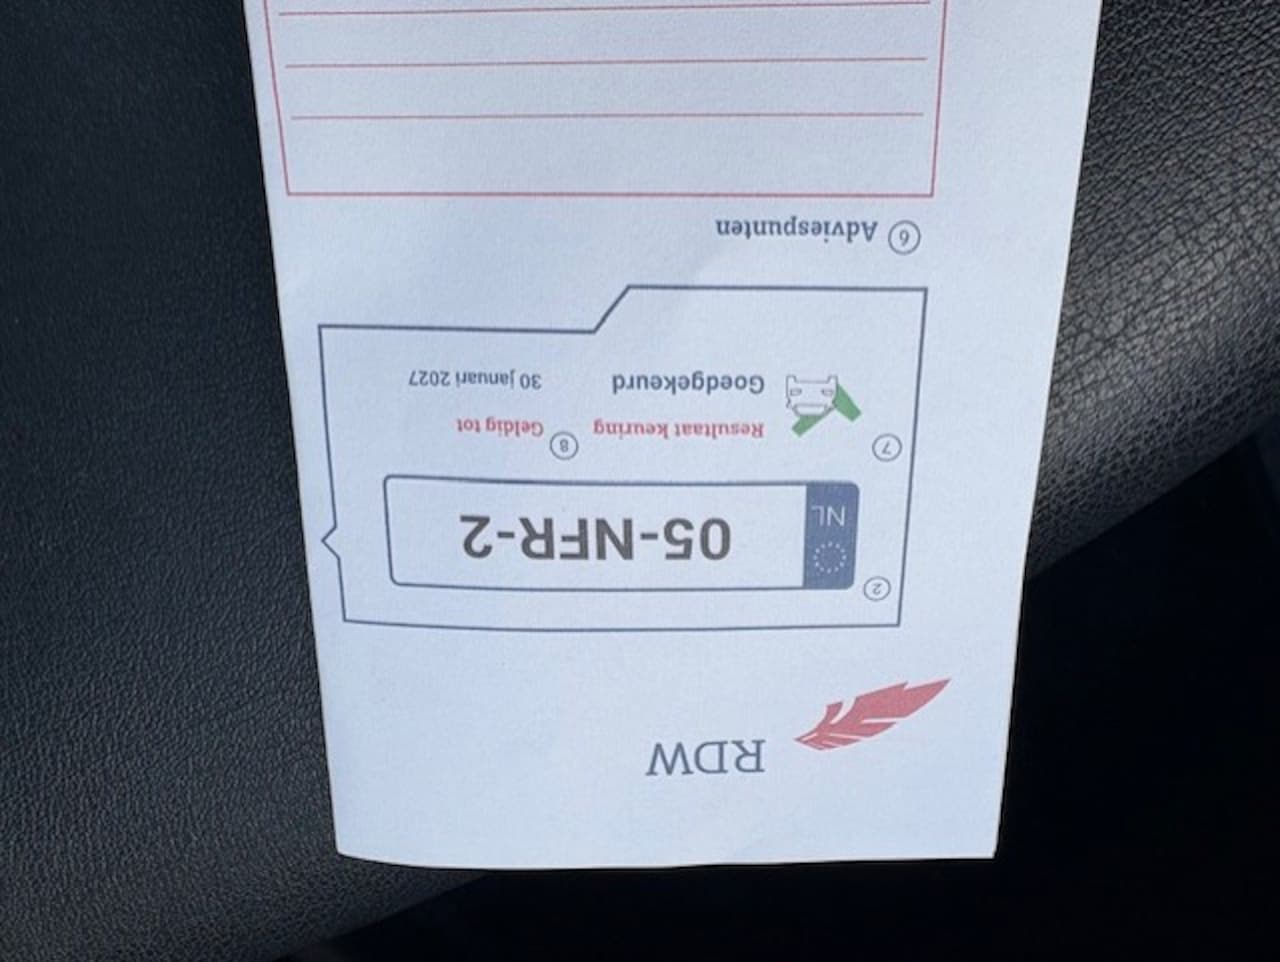 RDW
2
NL
05-NFR-2
7
Resultaat keuring
8
Geldig tot
Goedgekeurd
30 januari 2027
6
Adviespunten